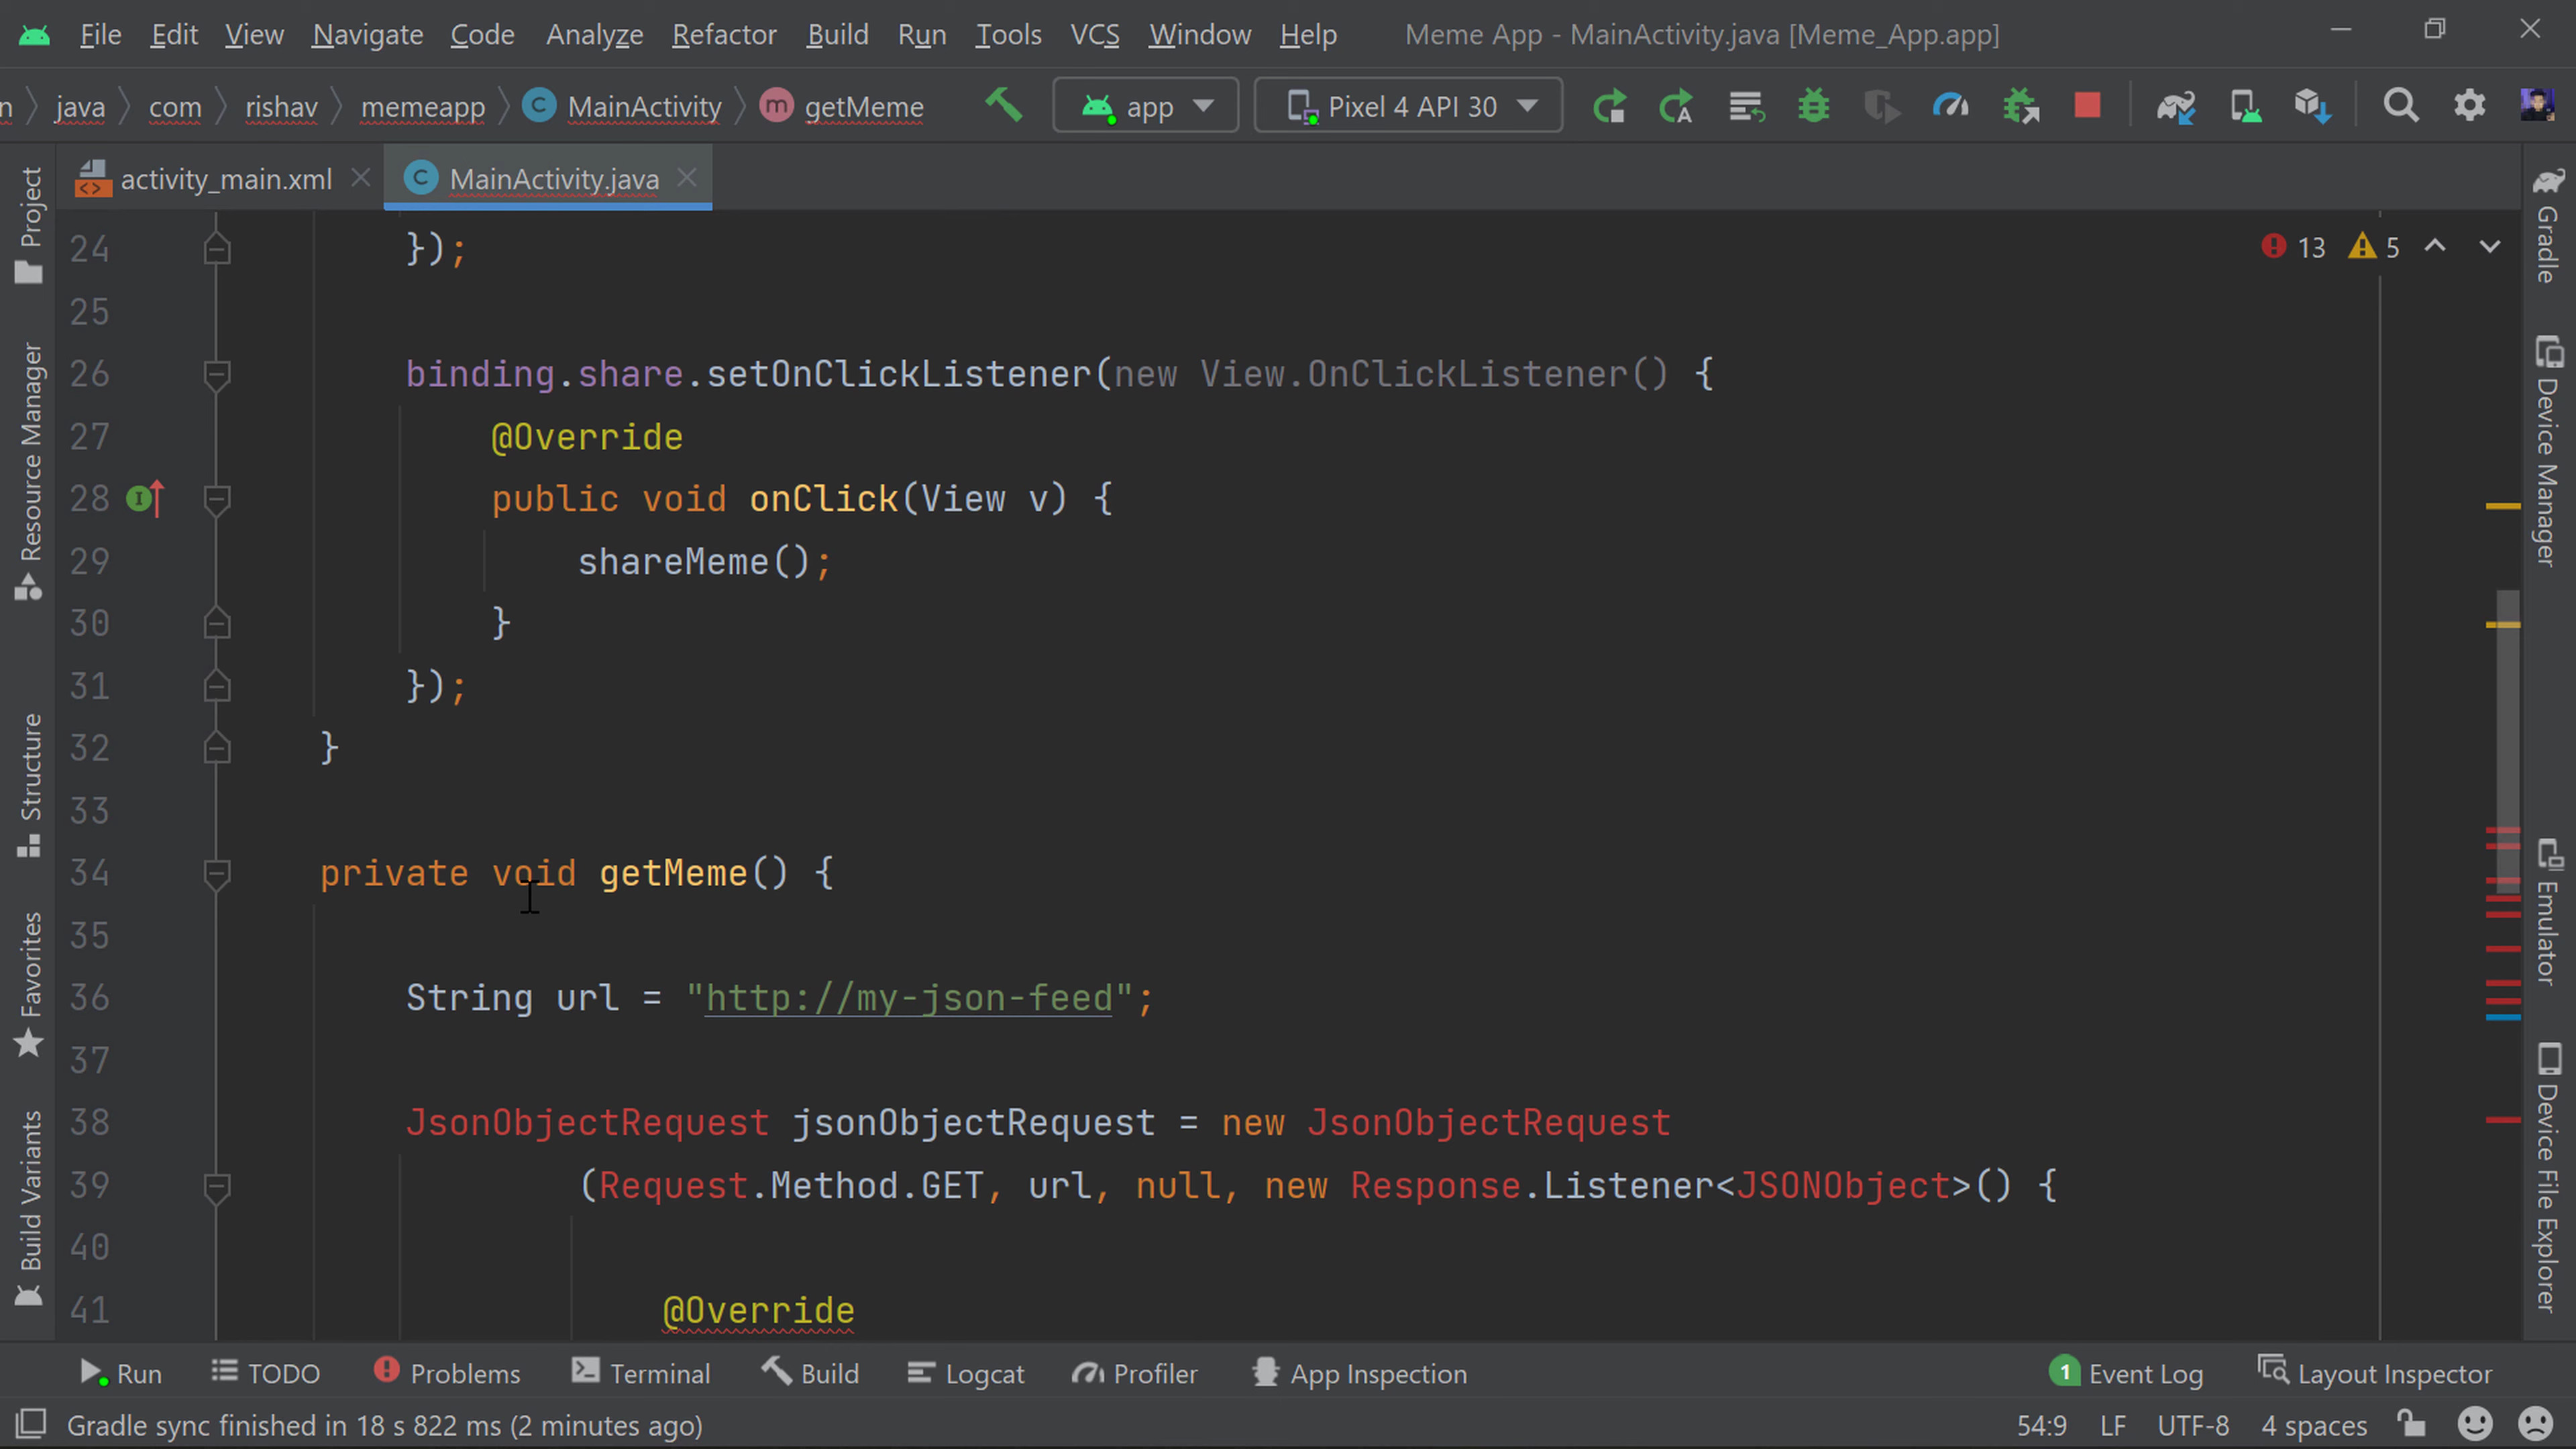 File Edit View Navigate Code Analyze Refactor Build Run Tools VCS Window Help Meme App - MainActivity.java [Meme_App.app]
n java com rishav memeapp C MainActivity m getMeme app Pixel 4 API 30
activity_main.xml C MainActivity.java
Project
Resource Manager
Structure
Favorites
Build Variants
13 5
24 });
25
26 binding.share.setOnClickListener(new View.OnClickListener() {
27 @Override
28 public void onClick(View v) {
29 shareMeme();
30 }
31 });
32 }
33
34 private void getMeme() {
35
36 String url = "http://my-json-feed";
37
38 JsonObjectRequest jsonObjectRequest = new JsonObjectRequest
39 (Request.Method.GET, url, null, new Response.Listener<JSONObject>() {
40
41 @Override
Gradle
Device Manager
Emulator
Device File Explorer
Run TODO Problems Terminal Build Logcat Profiler App Inspection 1 Event Log Layout Inspector
Gradle sync finished in 18 s 822 ms (2 minutes ago) 54:9 LF UTF-8 4 spaces